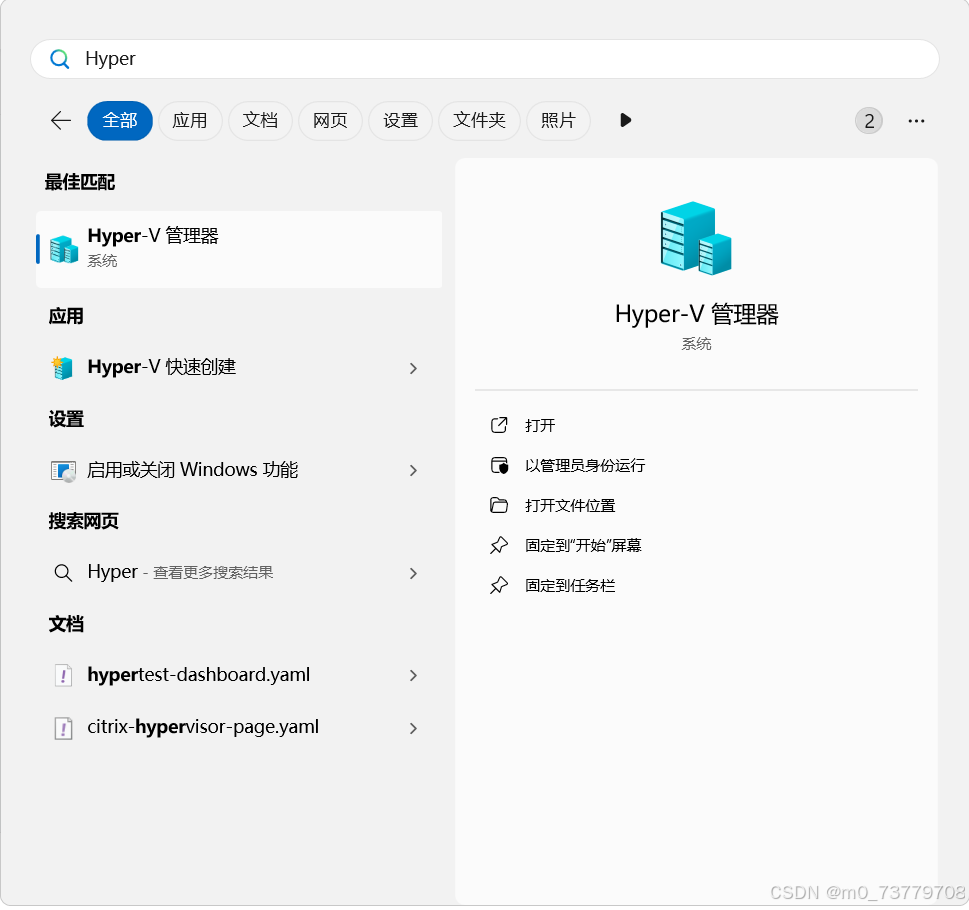 Hyper
全部 应用 文档 网页 设置 文件夹 照片 2
最佳匹配
Hyper-V 管理器
系统
应用
Hyper-V 快速创建
设置
启用或关闭 Windows 功能
搜索网页
Hyper - 查看更多搜索结果
文档
hypertest-dashboard.yaml
citrix-hypervisor-page.yaml
Hyper-V 管理器
系统
打开
以管理员身份运行
打开文件位置
固定到“开始”屏幕
固定到任务栏
CSDN @m0_73779708